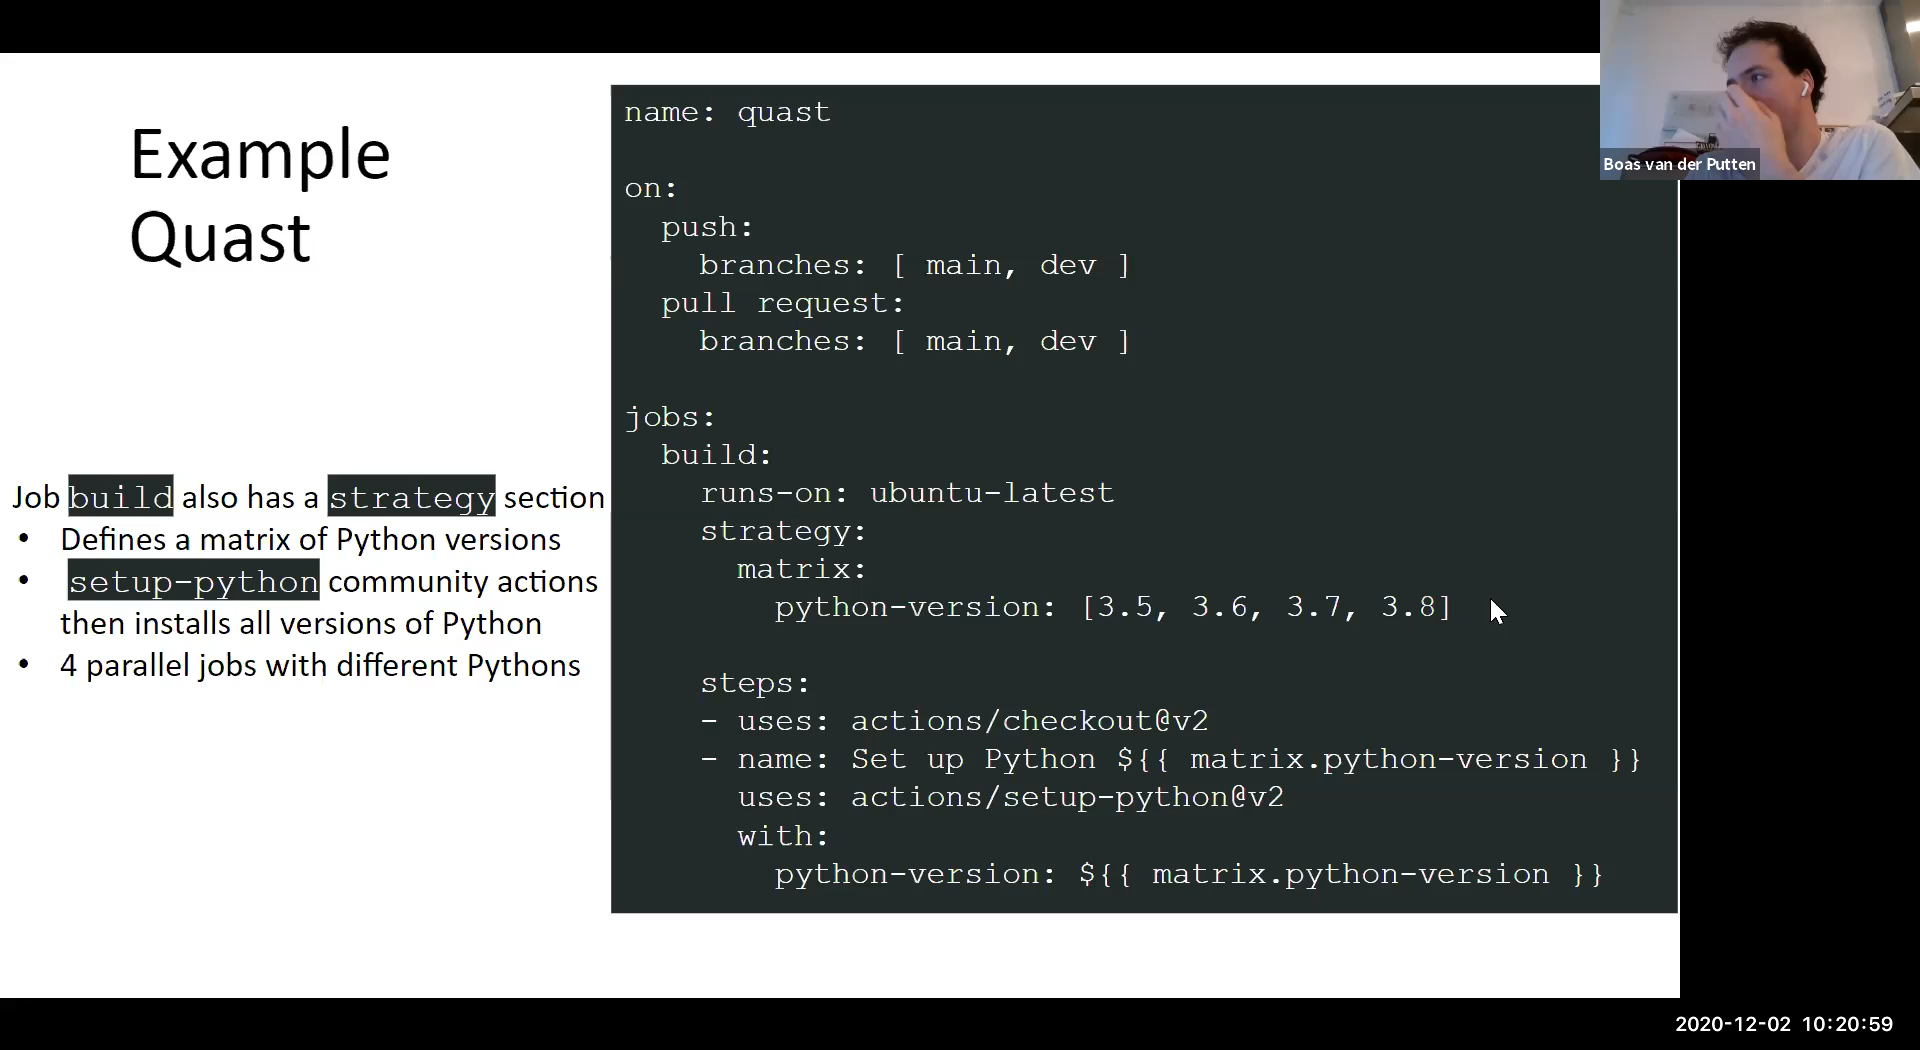 Example
Quast
Job build also has a strategy section
• Defines a matrix of Python versions
• setup-python community actions
then installs all versions of Python
• 4 parallel jobs with different Pythons
name: quast
on:
push:
branches: [ main, dev ]
pull request:
branches: [ main, dev ]
jobs:
build:
runs-on: ubuntu-latest
strategy:
matrix:
python-version: [3.5, 3.6, 3.7, 3.8]
steps:
- uses: actions/checkout@v2
- name: Set up Python ${{ matrix.python-version }}
uses: actions/setup-python@v2
with:
python-version: ${{ matrix.python-version }}
Boas van der Putten
2020-12-02 10:20:59